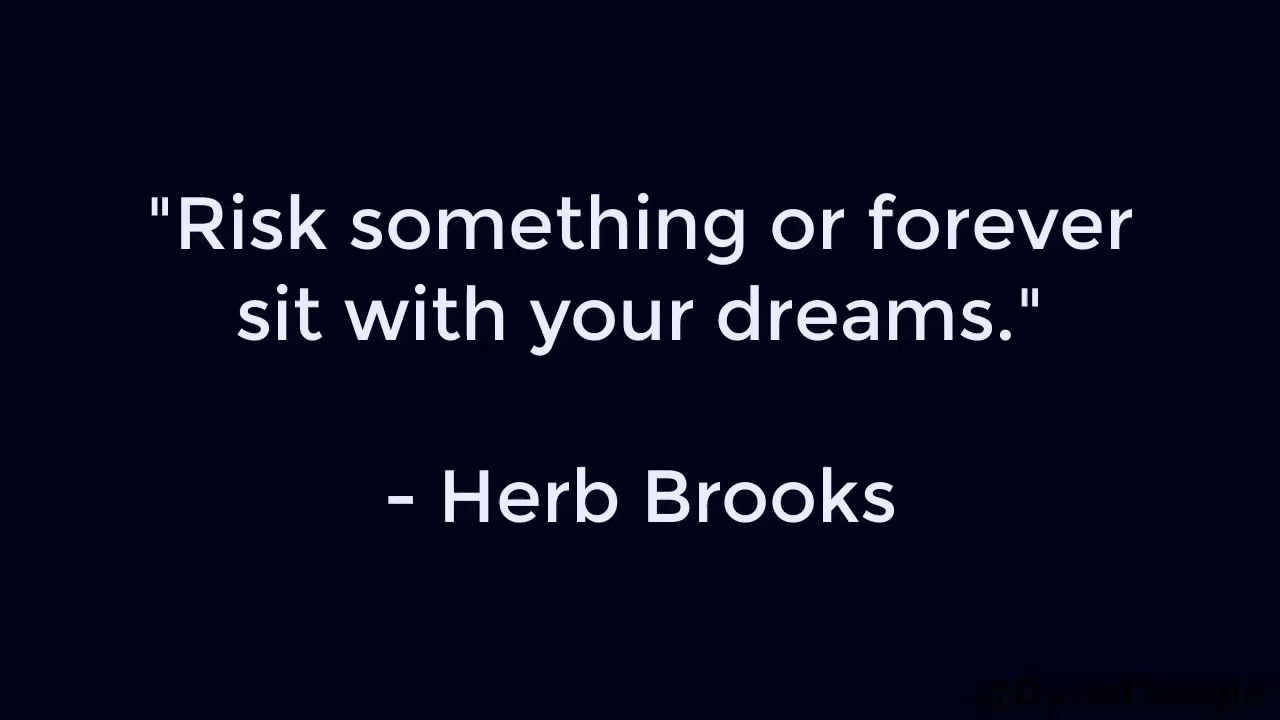 "Risk something or forever
sit with your dreams."
- Herb Brooks